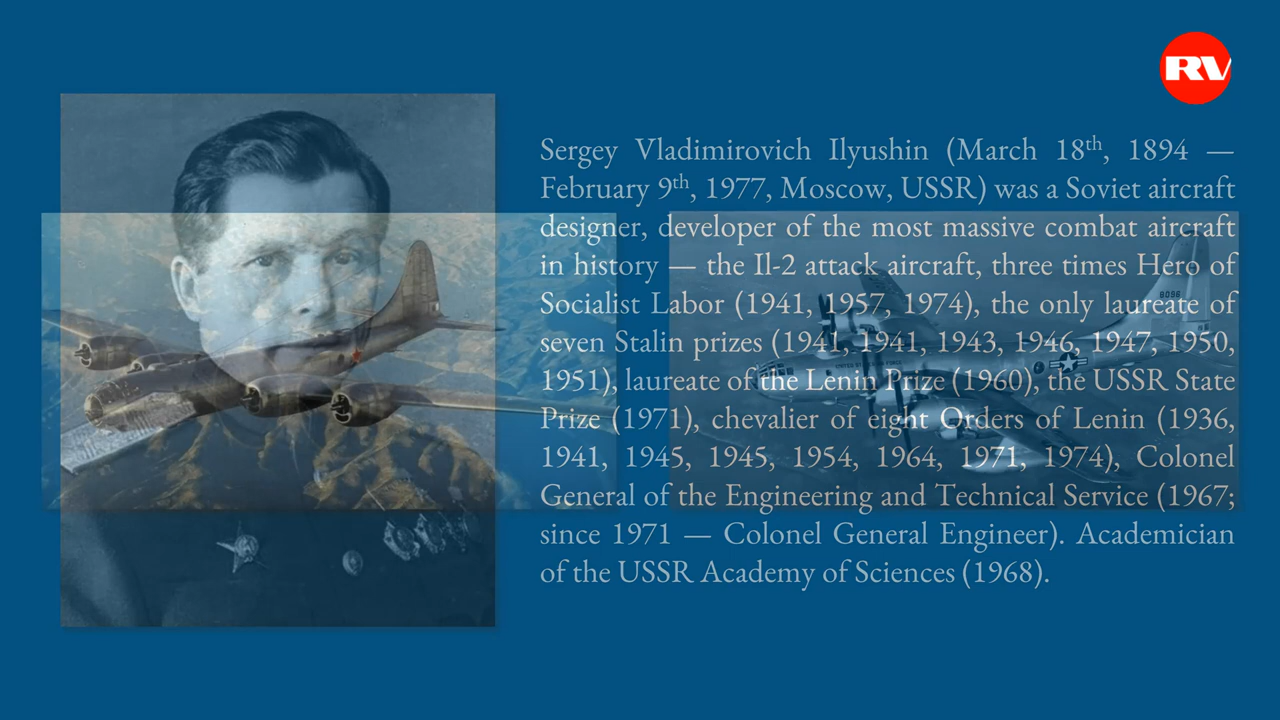 RV
Sergey Vladimirovich Ilyushin (March 18th, 1894 —
February 9th, 1977, Moscow, USSR) was a Soviet aircraft
designer, developer of the most massive combat aircraft
in history — the Il-2 attack aircraft, three times Hero of
Socialist Labor (1941, 1957, 1974), the only laureate of
seven Stalin prizes (1941, 1941, 1943, 1946, 1947, 1950,
1951), laureate of the Lenin Prize (1960), the USSR State
Prize (1971), chevalier of eight Orders of Lenin (1936,
1941, 1945, 1945, 1954, 1964, 1971, 1974), Colonel
General of the Engineering and Technical Service (1967;
since 1971 — Colonel General Engineer). Academician
of the USSR Academy of Sciences (1968).